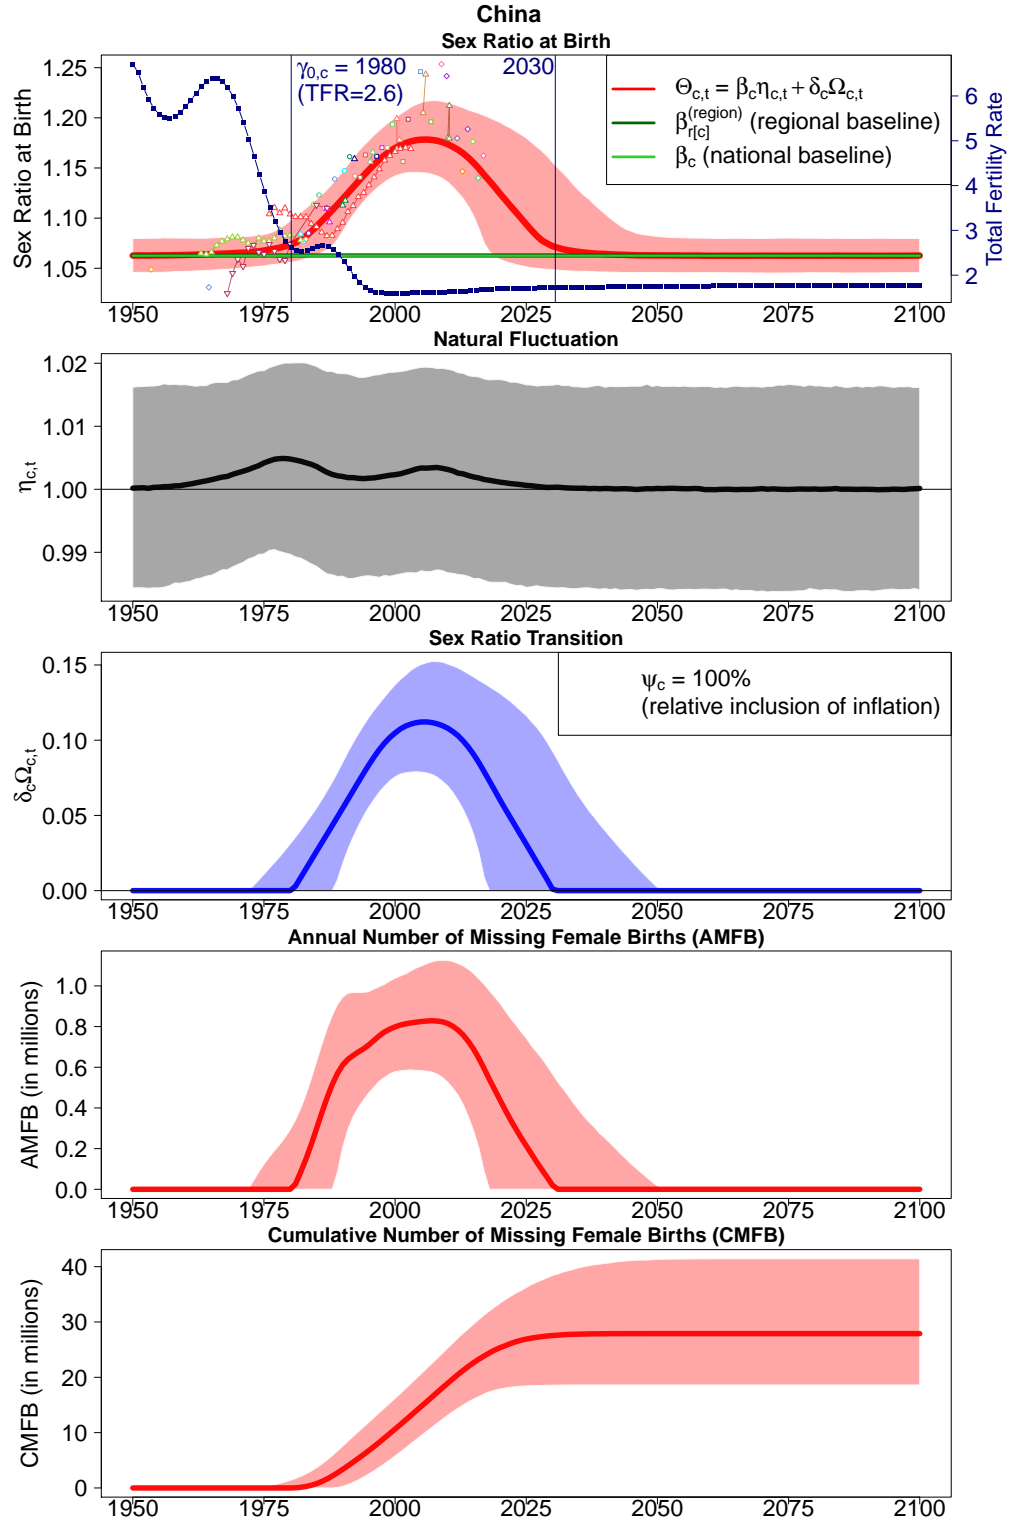 China
Sex Ratio at Birth
γ0,c = 1980
(TFR=2.6)
2030
Θc,t = βcηc,t + δcΩc,t
βr[c](region) (regional baseline)
βc (national baseline)
Sex Ratio at Birth
1.25
1.20
1.15
1.10
1.05
Total Fertility Rate
6
5
4
3
2
1950 1975 2000 2025 2050 2075 2100
Natural Fluctuation
ηc,t
1.02
1.01
1.00
0.99
1950 1975 2000 2025 2050 2075 2100
Sex Ratio Transition
ψc = 100%
(relative inclusion of inflation)
δcΩc,t
0.15
0.10
0.05
0.00
1950 1975 2000 2025 2050 2075 2100
Annual Number of Missing Female Births (AMFB)
AMFB (in millions)
1.0
0.8
0.6
0.4
0.2
0.0
1950 1975 2000 2025 2050 2075 2100
Cumulative Number of Missing Female Births (CMFB)
CMFB (in millions)
40
30
20
10
0
1950 1975 2000 2025 2050 2075 2100